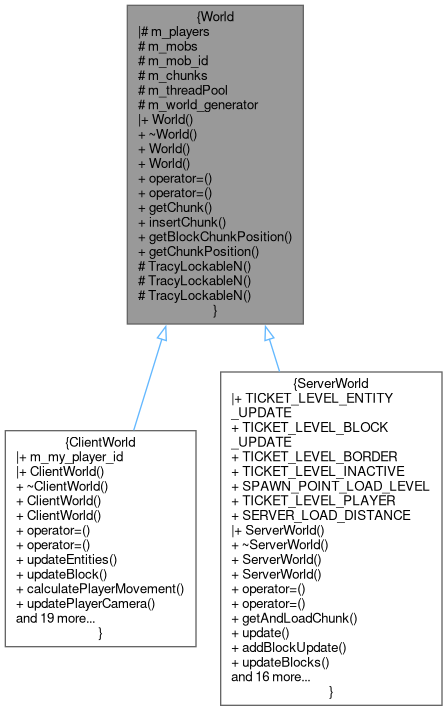 {World
|# m_players
# m_mobs
# m_mob_id
# m_chunks
# m_threadPool
# m_world_generator
|+ World()
+ ~World()
+ World()
+ World()
+ operator=()
+ operator=()
+ getChunk()
+ insertChunk()
+ getBlockChunkPosition()
+ getChunkPosition()
# TracyLockableN()
# TracyLockableN()
# TracyLockableN()
}
{ClientWorld
|+ m_my_player_id
|+ ClientWorld()
+ ~ClientWorld()
+ ClientWorld()
+ ClientWorld()
+ operator=()
+ operator=()
+ updateEntities()
+ updateBlock()
+ calculatePlayerMovement()
+ updatePlayerCamera()
and 19 more...
}
{ServerWorld
|+ TICKET_LEVEL_ENTITY
_UPDATE
+ TICKET_LEVEL_BLOCK
_UPDATE
+ TICKET_LEVEL_BORDER
+ TICKET_LEVEL_INACTIVE
+ SPAWN_POINT_LOAD_LEVEL
+ TICKET_LEVEL_PLAYER
+ SERVER_LOAD_DISTANCE
|+ ServerWorld()
+ ~ServerWorld()
+ ServerWorld()
+ ServerWorld()
+ operator=()
+ operator=()
+ getAndLoadChunk()
+ update()
+ addBlockUpdate()
+ updateBlocks()
and 16 more...
}